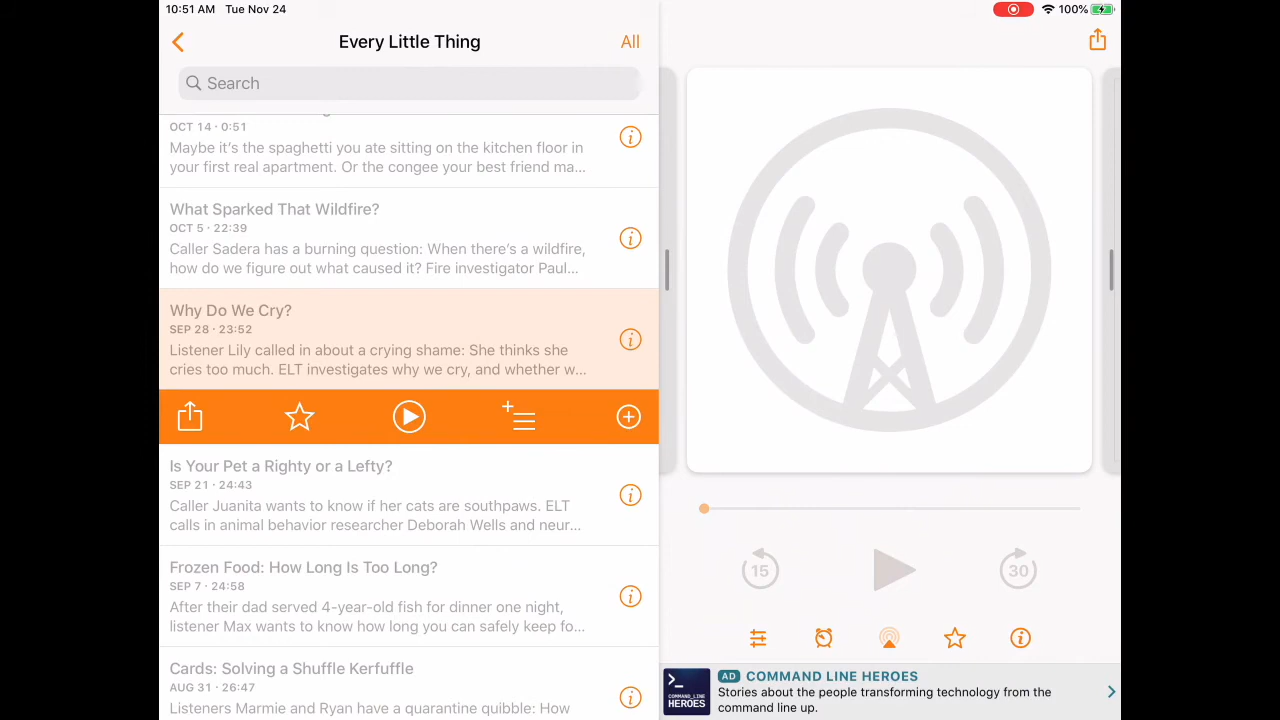 10:51 AM Tue Nov 24
100%
Every Little Thing
All
Search
OCT 14 · 0:51
Maybe it's the spaghetti you ate sitting on the kitchen floor in
your first real apartment. Or the congee your best friend ma...
What Sparked That Wildfire?
OCT 5 · 22:39
Caller Sadera has a burning question: When there's a wildfire,
how do we figure out what caused it? Fire investigator Paul...
Why Do We Cry?
SEP 28 · 23:52
Listener Lily called in about a crying shame: She thinks she
cries too much. ELT investigates why we cry, and whether w...
Is Your Pet a Righty or a Lefty?
SEP 21 · 24:43
Caller Juanita wants to know if her cats are southpaws. ELT
calls in animal behavior researcher Deborah Wells and neur...
Frozen Food: How Long Is Too Long?
SEP 7 · 24:58
After their dad served 4-year-old fish for dinner one night,
listener Max wants to know how long you can safely keep fo...
Cards: Solving a Shuffle Kerfuffle
AUG 31 · 26:47
Listeners Marmie and Ryan have a quarantine quibble: How
15
30
COMMAND_LINE
HEROES
AD COMMAND LINE HEROES
Stories about the people transforming technology from the
command line up.